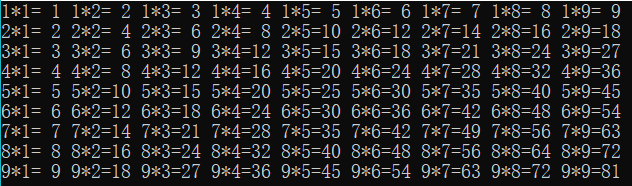 1*1= 1 1*2= 2 1*3= 3 1*4= 4 1*5= 5 1*6= 6 1*7= 7 1*8= 8 1*9= 9
2*1= 2 2*2= 4 2*3= 6 2*4= 8 2*5=10 2*6=12 2*7=14 2*8=16 2*9=18
3*1= 3 3*2= 6 3*3= 9 3*4=12 3*5=15 3*6=18 3*7=21 3*8=24 3*9=27
4*1= 4 4*2= 8 4*3=12 4*4=16 4*5=20 4*6=24 4*7=28 4*8=32 4*9=36
5*1= 5 5*2=10 5*3=15 5*4=20 5*5=25 5*6=30 5*7=35 5*8=40 5*9=45
6*1= 6 6*2=12 6*3=18 6*4=24 6*5=30 6*6=36 6*7=42 6*8=48 6*9=54
7*1= 7 7*2=14 7*3=21 7*4=28 7*5=35 7*6=42 7*7=49 7*8=56 7*9=63
8*1= 8 8*2=16 8*3=24 8*4=32 8*5=40 8*6=48 8*7=56 8*8=64 8*9=72
9*1= 9 9*2=18 9*3=27 9*4=36 9*5=45 9*6=54 9*7=63 9*8=72 9*9=81